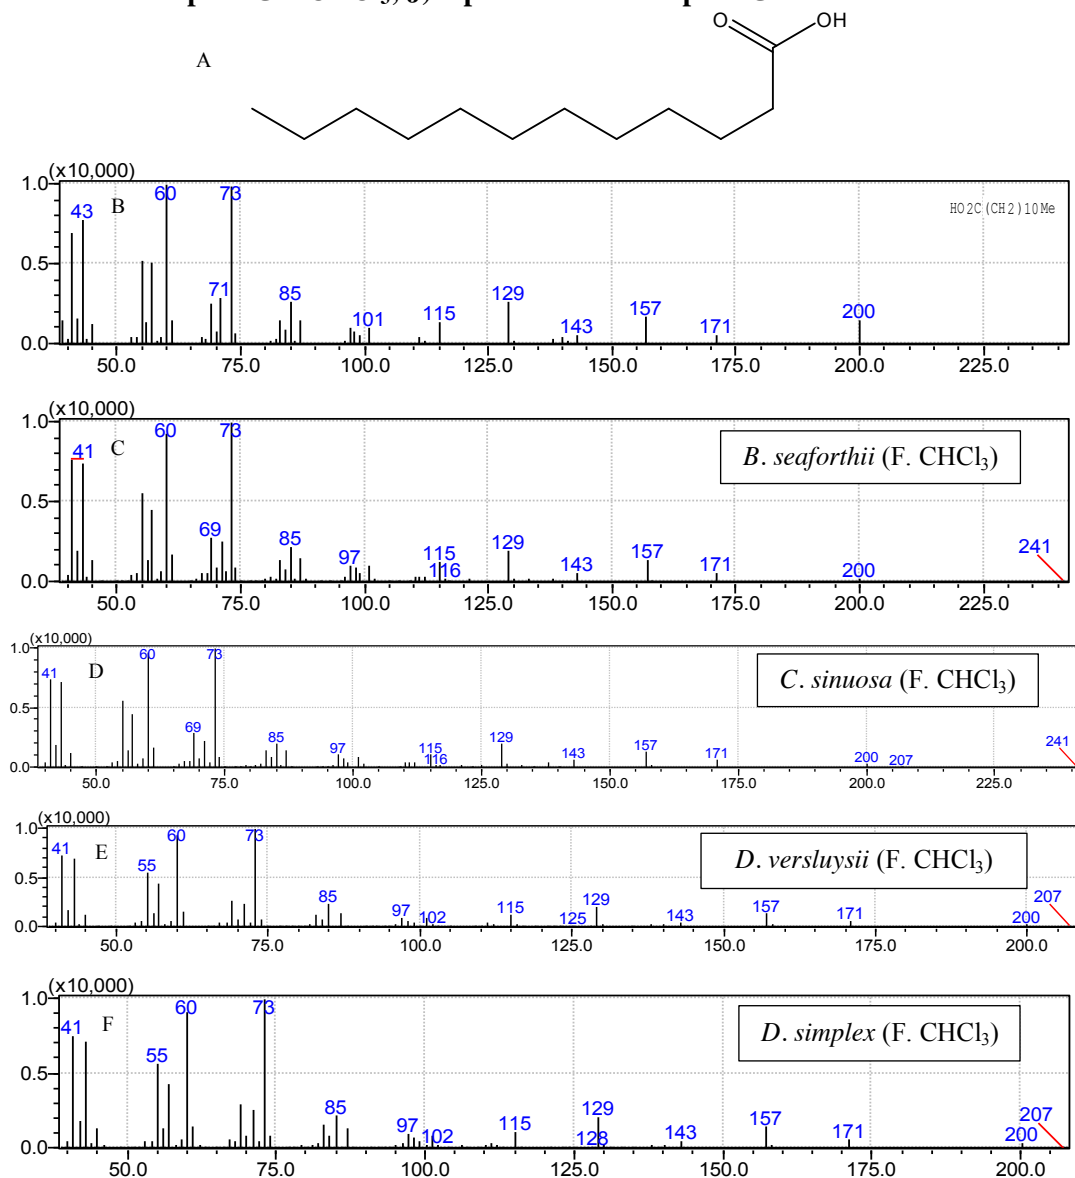 O
OH
A
(x10,000)
1.0
0.5
0.0
B
HO2C(CH2)10Me
43 60 71 73 85 101 115 129 143 157 171 200
50.0 75.0 100.0 125.0 150.0 175.0 200.0 225.0
(x10,000)
1.0
0.5
0.0
C
B. seaforthii (F. CHCl3)
41 60 69 73 85 97 115 116 129 143 157 171 200 241
50.0 75.0 100.0 125.0 150.0 175.0 200.0 225.0
(x10,000)
1.0
0.5
0.0
D
C. sinuosa (F. CHCl3)
41 60 69 73 85 97 115 116 129 143 157 171 200 207 241
50.0 75.0 100.0 125.0 150.0 175.0 200.0 225.0
(x10,000)
1.0
0.5
0.0
E
D. versluysii (F. CHCl3)
41 55 60 73 85 97 102 115 125 129 143 157 171 200 207
50.0 75.0 100.0 125.0 150.0 175.0 200.0
(x10,000)
1.0
0.5
0.0
F
D. simplex (F. CHCl3)
41 55 60 73 85 97 102 115 128 129 143 157 171 200 207
50.0 75.0 100.0 125.0 150.0 175.0 200.0